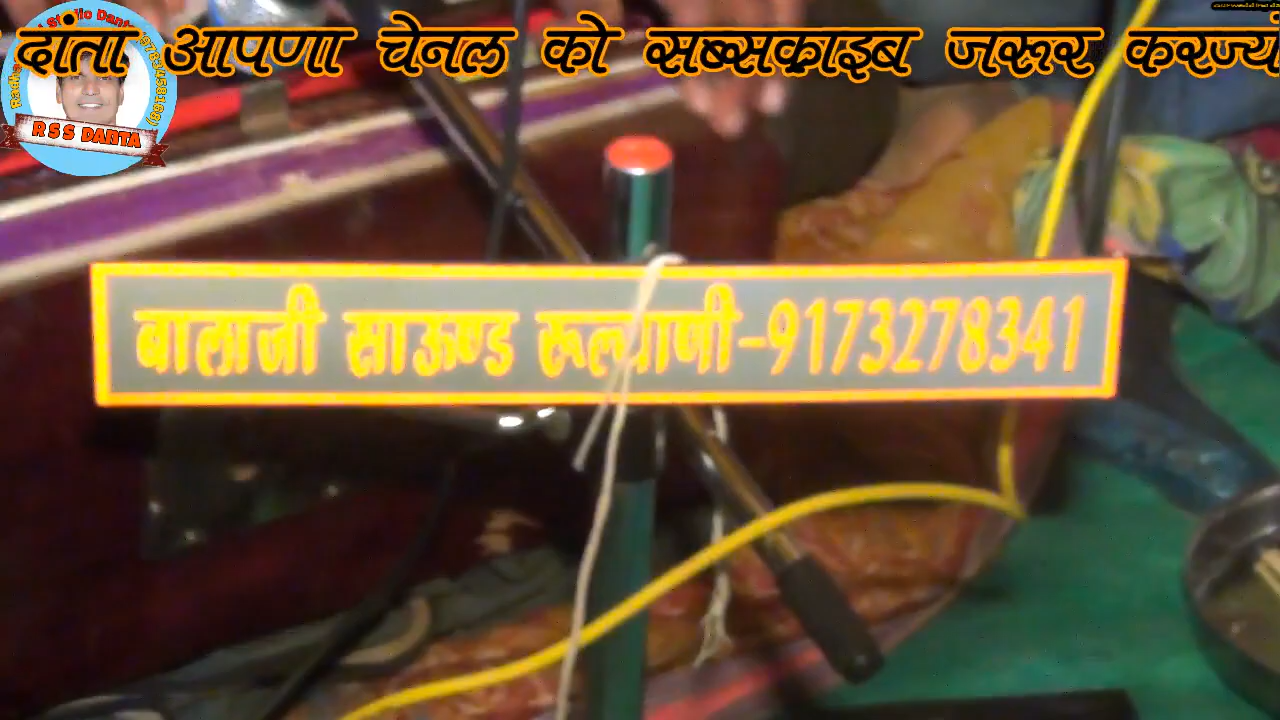 दांता आपणा चेनल को सब्सक्राइब जरूर करज्यो
RSS DANTA
बालाजी साऊण्ड रूल्याणी-9173278341